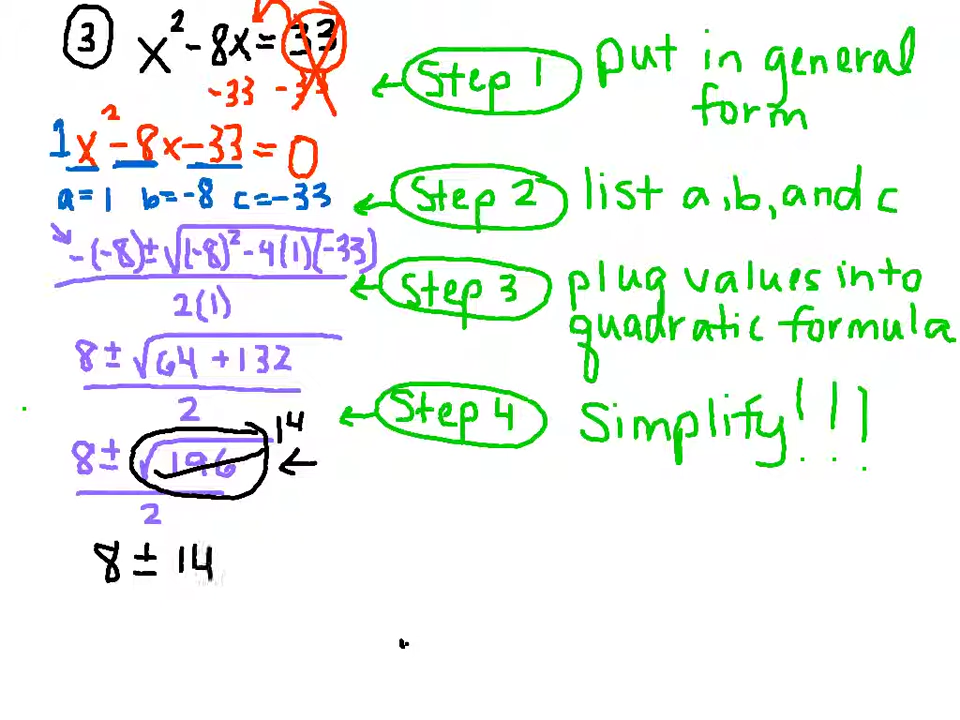 ③ x² - 8x = 33
-33 -33
Step 1 put in general form
1x² - 8x - 33 = 0
a = 1 b = -8 c = -33
Step 2 list a, b, and c
-(-8) ± √(-8)² - 4(1)(-33)
2(1)
Step 3 plug values into quadratic formula
8 ± √64 + 132
2
Step 4 Simplify!!!
14
8 ± √196
2
8 ± 14